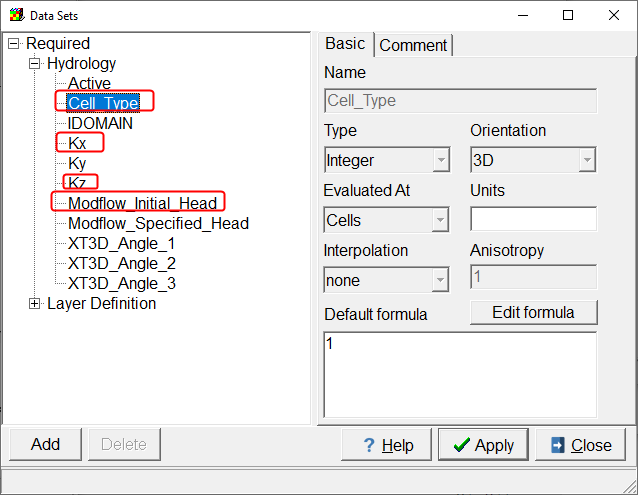 Data Sets
Required
Hydrology
Active
Cell_Type
IDOMAIN
Kx
Ky
Kz
Modflow_Initial_Head
Modflow_Specified_Head
XT3D_Angle_1
XT3D_Angle_2
XT3D_Angle_3
Layer Definition
Basic Comment
Name
Cell_Type
Type Orientation
Integer 3D
Evaluated At Units
Cells
Interpolation Anisotropy
none 1
Default formula Edit formula
1
Add Delete ? Help Apply Close